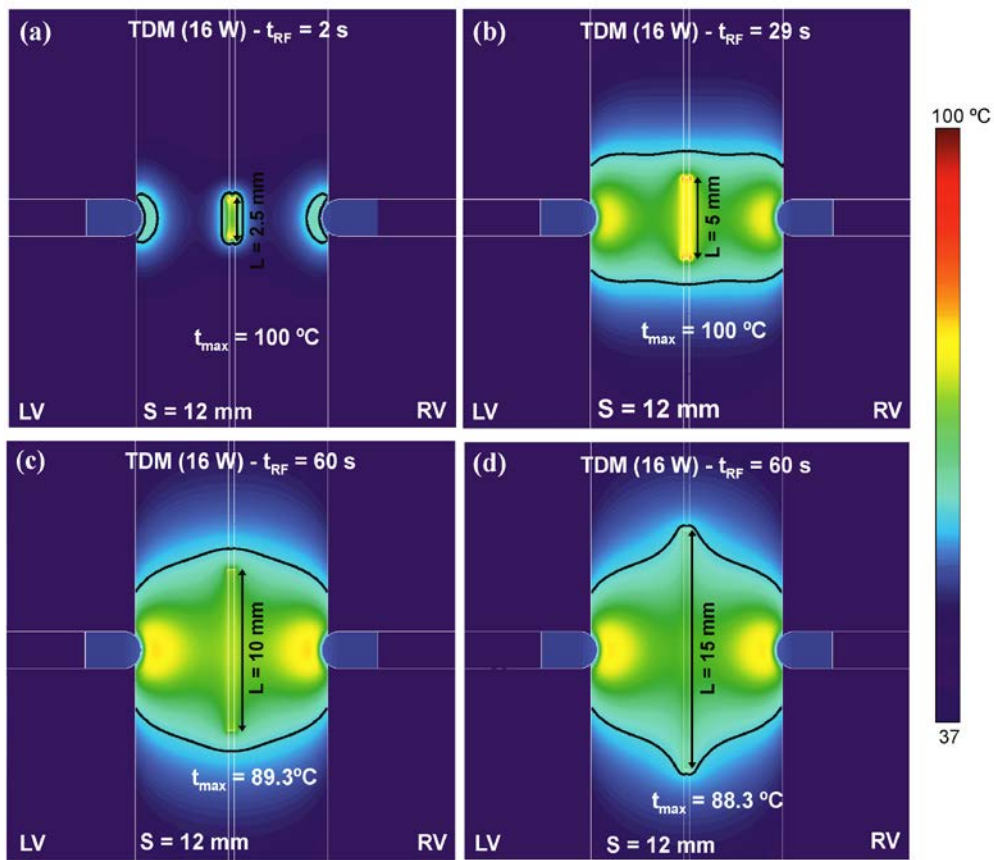 (a) TDM (16 W) - tRF = 2 s
L = 2.5 mm
tmax = 100 ºC
LV S = 12 mm RV
(b) TDM (16 W) - tRF = 29 s
L = 5 mm
tmax = 100 ºC
LV S = 12 mm RV
100 ºC
37
(c) TDM (16 W) - tRF = 60 s
L = 10 mm
tmax = 89.3ºC
LV S = 12 mm RV
(d) TDM (16 W) - tRF = 60 s
L = 15 mm
tmax = 88.3 ºC
LV S = 12 mm RV